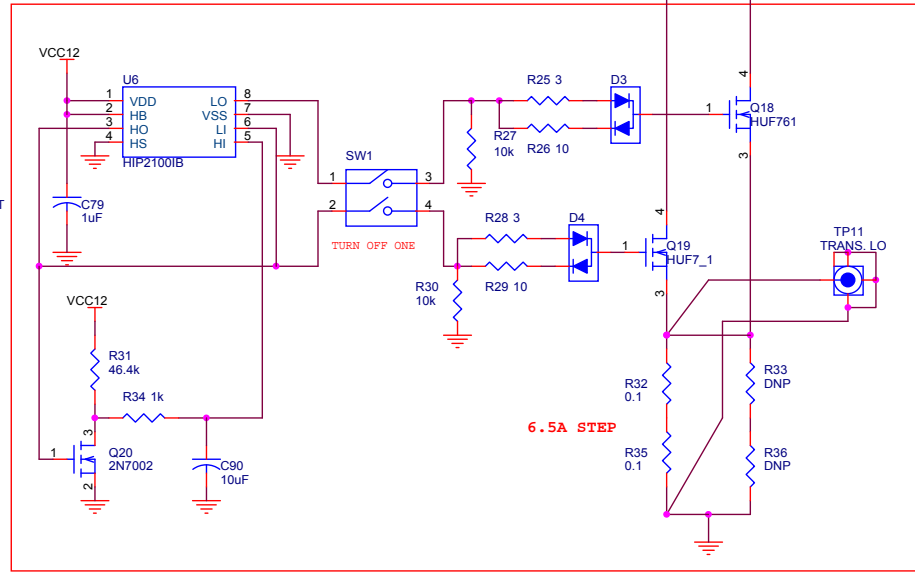 VCC12
U6
1 VDD LO 8
2 HB VSS 7
3 HO LI 6
4 HS HI 5
HIP2100IB
C79
1uF
T
SW1
1 3
2 4
TURN OFF ONE
R25 3
R26 10
R27
10k
D3
1
4
Q18
HUF761
3
R28 3
R29 10
R30
10k
D4
1
4
Q19
HUF7_1
3
TP11
TRANS. LO
VCC12
R31
46.4k
R34 1k
3
1
Q20
2N7002
2
C90
10uF
R32
0.1
R33
DNP
6.5A STEP
R35
0.1
R36
DNP